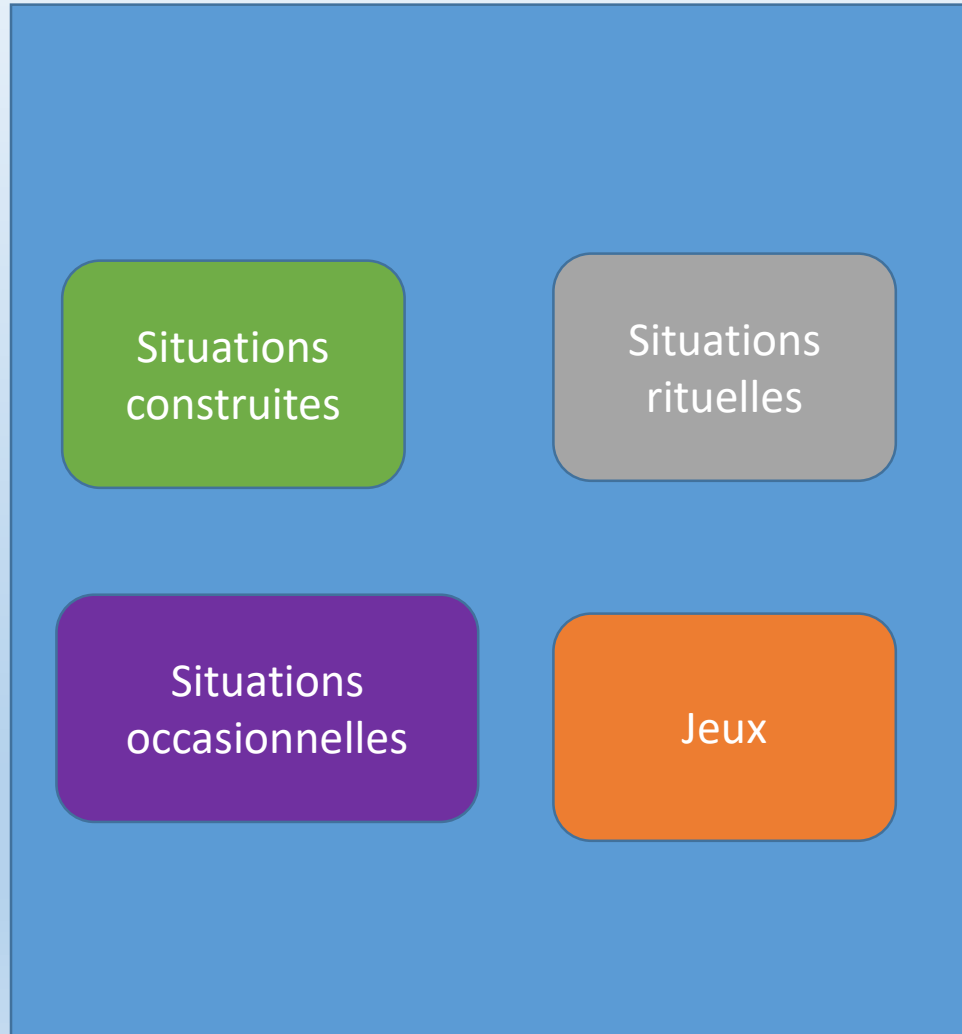 Situations
construites
Situations
rituelles
Situations
occasionnelles
Jeux